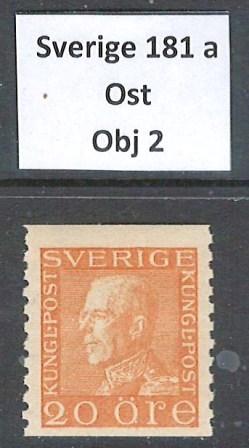 Sverige 181 a
Ost
Obj 2
SVERIGE
KUNGL·POST
KUNGL·POST
20 ÖRE